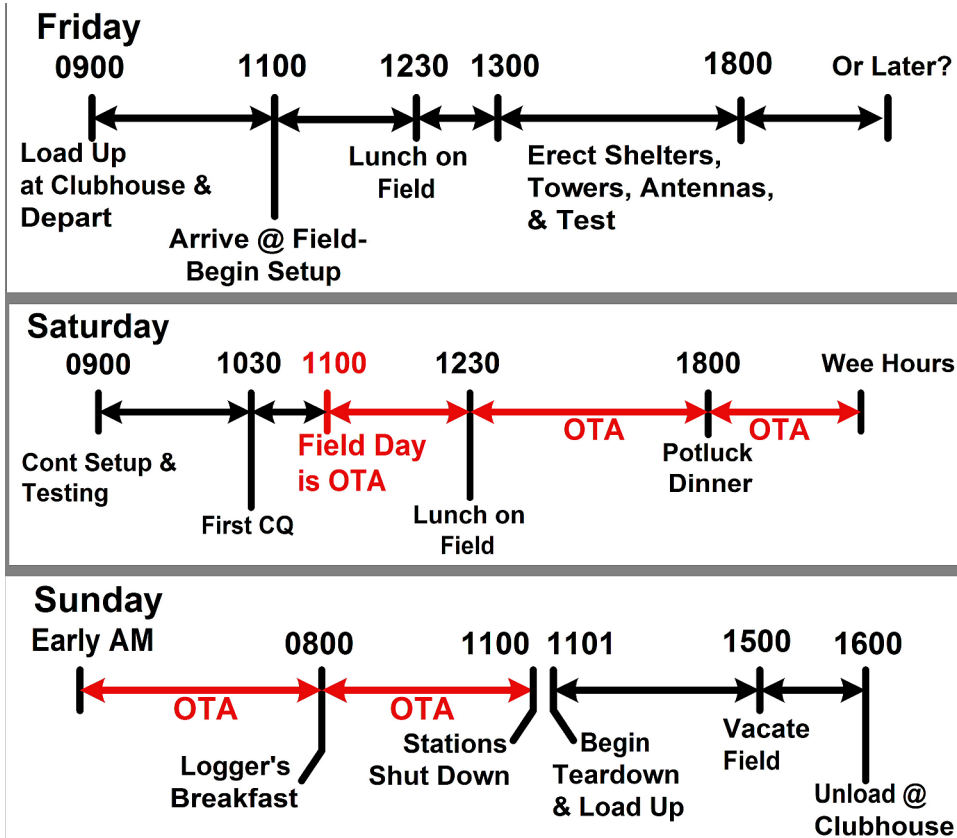 Friday
0900 1100 1230 1300 1800 Or Later?
Load Up
at Clubhouse &
Depart
Arrive @ Field-
Begin Setup
Lunch on
Field
Erect Shelters,
Towers, Antennas,
& Test
Saturday
0900 1030 1100 1230 1800 Wee Hours
Cont Setup &
Testing
First CQ
Field Day
is OTA
Lunch on
Field
OTA
Potluck
Dinner
OTA
Sunday
Early AM 0800 1100 1101 1500 1600
OTA
Logger's
Breakfast
OTA
Stations
Shut Down
Begin
Teardown
& Load Up
Vacate
Field
Unload @
Clubhouse